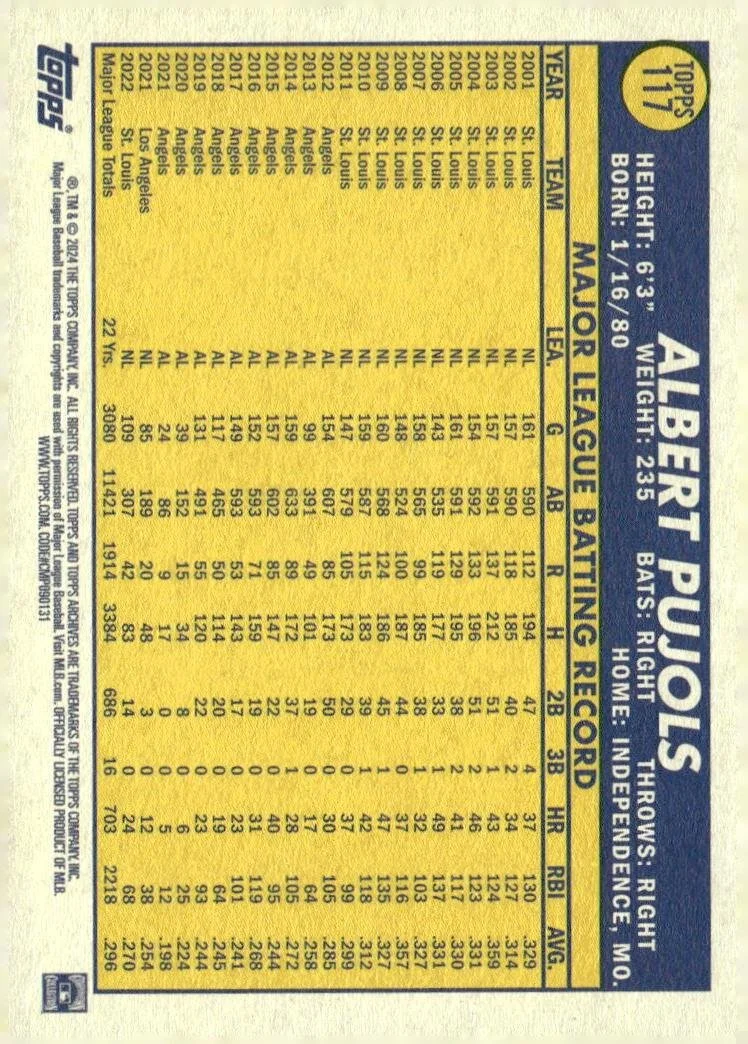 TOPPS
117
ALBERT PUJOLS
HEIGHT: 6'3" WEIGHT: 235 BATS: RIGHT THROWS: RIGHT
BORN: 1/16/80 HOME: INDEPENDENCE, MO.
MAJOR LEAGUE BATTING RECORD
YEAR TEAM LEA. G AB R H 2B 3B HR RBI AVG.
2001 St. Louis NL 161 590 112 194 47 4 37 130 .329
2002 St. Louis NL 157 590 118 185 40 2 34 127 .314
2003 St. Louis NL 157 591 137 212 51 1 43 124 .359
2004 St. Louis NL 154 592 133 196 51 2 46 123 .331
2005 St. Louis NL 161 591 129 195 38 2 41 117 .330
2006 St. Louis NL 143 535 119 177 33 1 49 137 .331
2007 St. Louis NL 158 565 99 185 38 1 32 103 .327
2008 St. Louis NL 148 524 100 187 44 0 37 116 .357
2009 St. Louis NL 160 568 124 186 45 1 47 135 .327
2010 St. Louis NL 159 587 115 183 39 1 42 118 .312
2011 St. Louis NL 147 579 105 173 29 0 37 99 .299
2012 Angels AL 154 607 85 173 50 0 30 105 .285
2013 Angels AL 99 391 49 101 19 0 17 64 .258
2014 Angels AL 159 633 89 172 37 1 28 105 .272
2015 Angels AL 157 602 85 147 22 0 40 95 .244
2016 Angels AL 152 593 71 159 19 0 31 119 .268
2017 Angels AL 149 593 53 143 17 0 23 101 .241
2018 Angels AL 117 465 50 114 20 0 19 64 .245
2019 Angels AL 131 491 55 120 22 0 23 93 .244
2020 Angels AL 39 152 15 34 8 0 6 25 .224
2021 Angels AL 24 86 9 17 0 0 5 12 .198
2021 Los Angeles NL 85 189 20 48 3 0 12 38 .254
2022 St. Louis NL 109 307 42 83 14 0 24 68 .270
Major League Totals 22 Yrs. 3080 11421 1914 3384 686 16 703 2218 .296
topps®
®, TM & © 2024 THE TOPPS COMPANY, INC. ALL RIGHTS RESERVED. TOPPS AND TOPPS ARCHIVES ARE TRADEMARKS OF THE TOPPS COMPANY, INC.
Major League Baseball trademarks and copyrights are used with permission of Major League Baseball. Visit MLB.com. OFFICIALLY LICENSED PRODUCT OF MLB.
WWW.TOPPS.COM. CODE#CMP090131